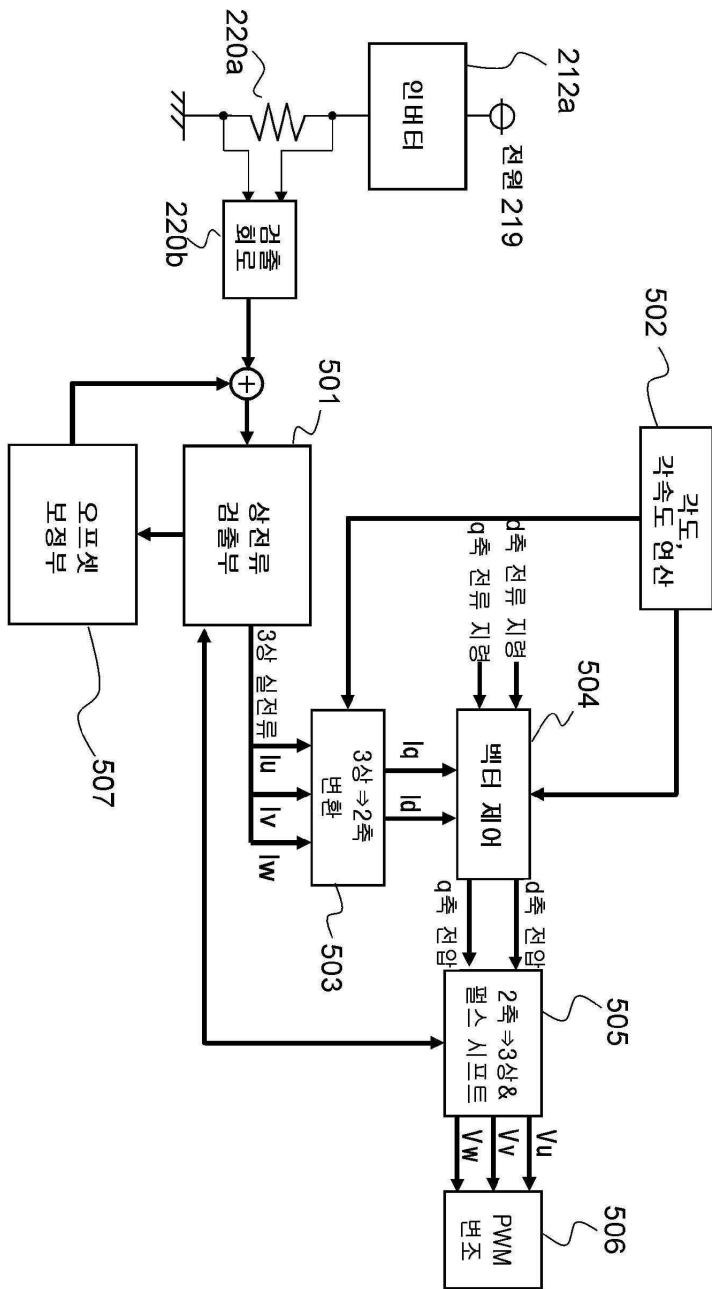 502
각도,
각속도 연산
전원 219
212a
인버터
220a
220b
검출
회로
501
상전류
검출부
507
오프셋
보정부
d축 전류 지령
q축 전류 지령
504
벡터 제어
3상 실전류
Iu
Iv
Iw
3상 ⇒2축
변환
503
Iq
Id
d축 전압
q축 전압
505
2축 ⇒3상&
펄스 시프트
Vu
Vv
Vw
506
PWM
변조